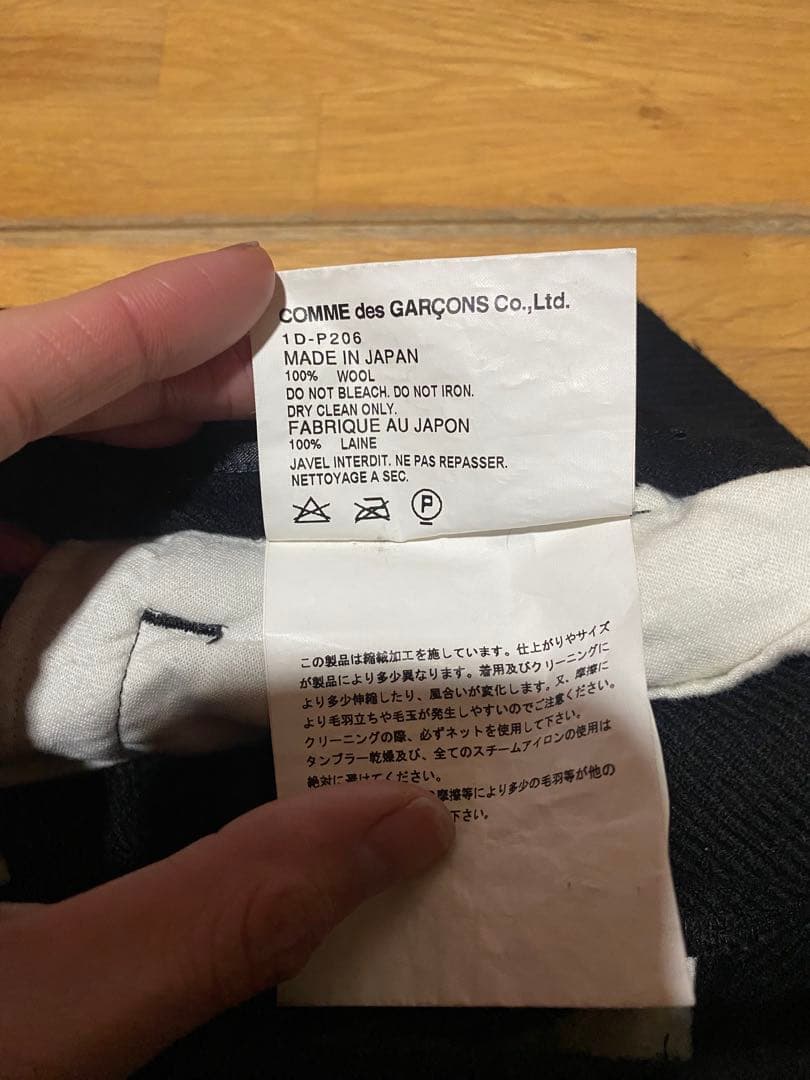 COMME des GARÇONS Co.,Ltd.
1D-P206
MADE IN JAPAN
100% WOOL
DO NOT BLEACH. DO NOT IRON.
DRY CLEAN ONLY.
FABRIQUE AU JAPON
100% LAINE
JAVEL INTERDIT. NE PAS REPASSER.
NETTOYAGE A SEC.
P
この製品は縮絨加工を施しています。仕上がりやサイズ
が製品により多少異なります。着用及びクリーニングに
より多少伸縮したり、風合いが変化します。又、摩擦に
より毛羽立ちや毛玉が発生しやすいのでご注意ください。
クリーニングの際、必ずネットを使用して下さい。
タンブラー乾燥及び、全てのスチームアイロンの使用は
絶対に避けてください。
摩擦等により多少の毛羽等が他の
下さい。